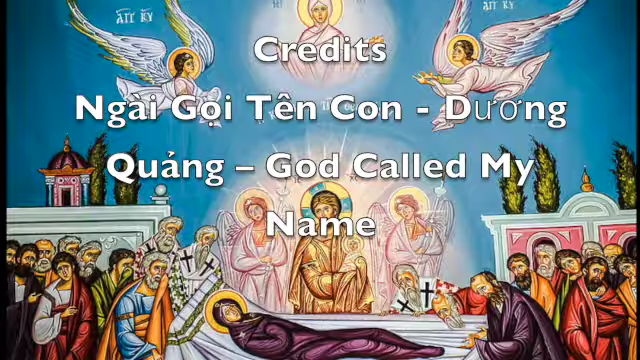 Credits
Ngài Gọi Tên Con - Dương
Quảng – God Called My
Name